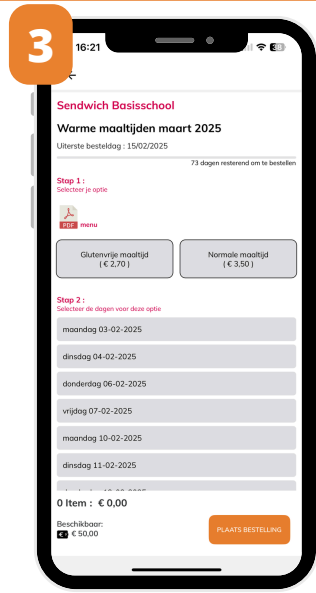 3
16:21
Sendwich Basisschool
Warme maaltijden maart 2025
Uiterste besteldag : 15/02/2025
73 dagen resterend om te bestellen
Stap 1 :
Selecteer je optie
PDF menu
Glutenvrije maaltijd
( € 2,70 )
Normale maaltijd
( € 3,50 )
Stap 2 :
Selecteer de dagen voor deze optie
maandag 03-02-2025
dinsdag 04-02-2025
donderdag 06-02-2025
vrijdag 07-02-2025
maandag 10-02-2025
dinsdag 11-02-2025
0 Item : € 0,00
Beschikbaar:
€ 50,00
PLAATS BESTELLING